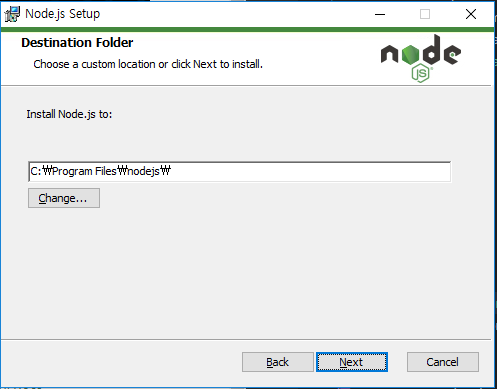 Node.js Setup
Destination Folder
Choose a custom location or click Next to install.
node
JS
Install Node.js to:
C:₩Program Files₩nodejs₩
Change...
Back
Next
Cancel